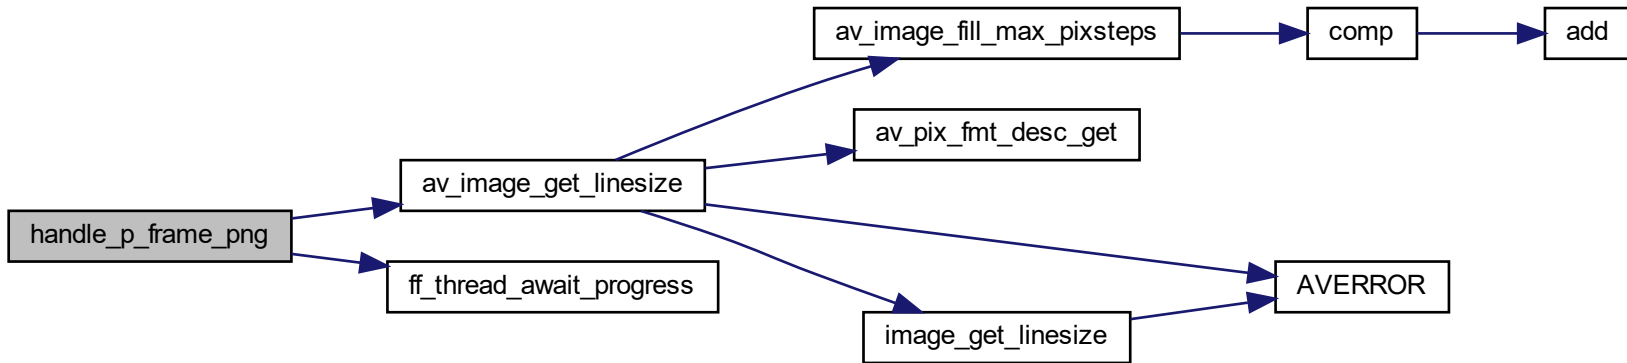 av_image_fill_max_pixsteps
comp
add
av_pix_fmt_desc_get
av_image_get_linesize
handle_p_frame_png
ff_thread_await_progress
AVERROR
image_get_linesize